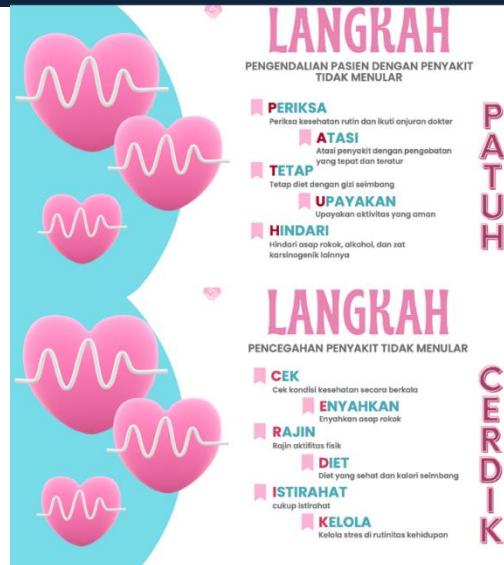 LANGKAH
PENGENDALIAN PASIEN DENGAN PENYAKIT
TIDAK MENULAR
PERIKSA
Periksa kesehatan rutin dan ikuti anjuran dokter
ATASI
Atasi penyakit dengan pengobatan
yang tepat dan teratur
TETAP
Tetap diet dengan gizi seimbang
UPAYAKAN
Upayakan aktivitas yang aman
HINDARI
Hindari asap rokok, alkohol, dan zat
karsinogenik lainnya
PATUH
LANGKAH
PENCEGAHAN PENYAKIT TIDAK MENULAR
CEK
Cek kondisi kesehatan secara berkala
ENYAHKAN
Enyahkan asap rokok
RAJIN
Rajin aktifitas fisik
DIET
Diet yang sehat dan kalori seimbang
ISTIRAHAT
cukup istirahat
KELOLA
Kelola stres di rutinitas kehidupan
CERDIK